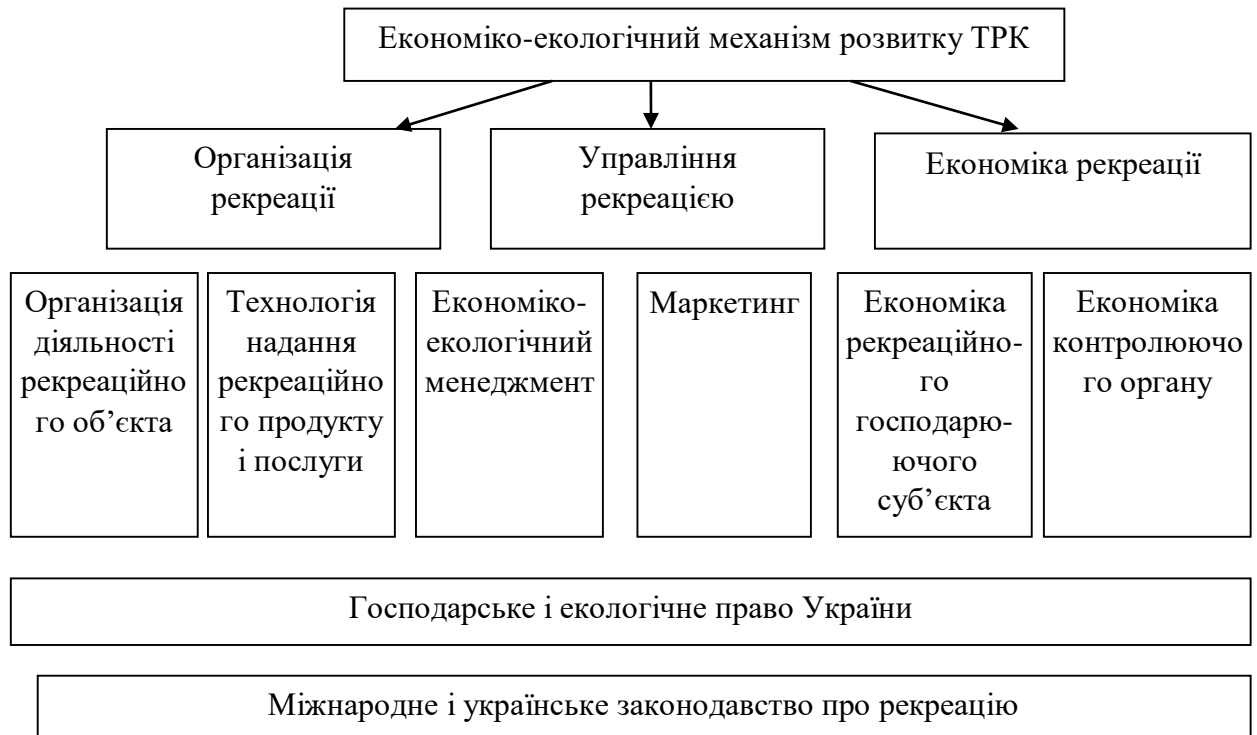 Економіко-екологічний механізм розвитку ТРК
Організація
рекреації
Управління
рекреацією
Економіка рекреації
Організація
діяльності
рекреаційно
го об’єкта
Технологія
надання
рекреаційно
го продукту
і послуги
Економіко-
екологічний
менеджмент
Маркетинг
Економіка
рекреаційно-
го
господарю-
ючого
суб’єкта
Економіка
контролюючо
го органу
Господарське і екологічне право України
Міжнародне і українське законодавство про рекреацію